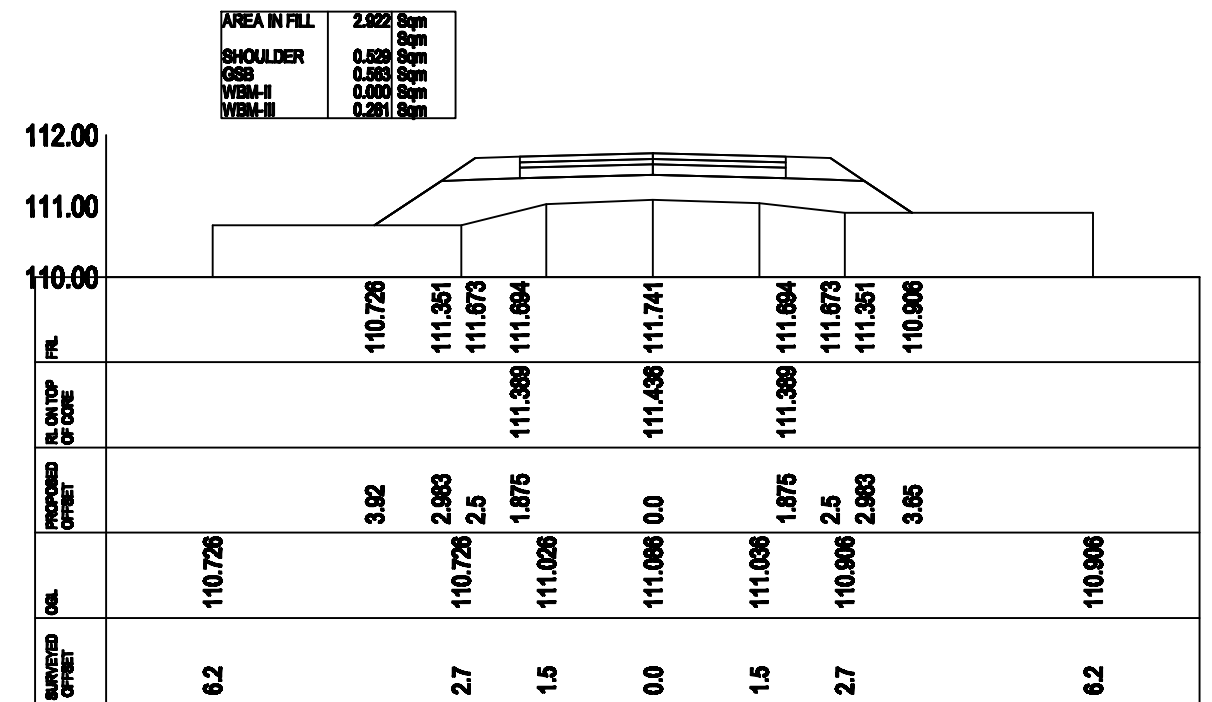 AREA IN FILL 2.922 Sqm
Sqm
SHOULDER 0.529 Sqm
GSB 0.563 Sqm
WBM-II 0.000 Sqm
WBM-III 0.281 Sqm
112.00
111.00
110.00
FRL 110.726 111.351 111.673 111.694 111.741 111.694 111.673 111.351 110.906
RL ON TOP
OF CORE 111.389 111.436 111.389
PROPOSED
OFFSET 3.92 2.983 2.5 1.875 0.0 1.875 2.5 2.983 3.65
OGL 110.726 110.726 111.026 111.086 111.036 110.906 110.906
SURVEYED
OFFSET 6.2 2.7 1.5 0.0 1.5 2.7 6.2